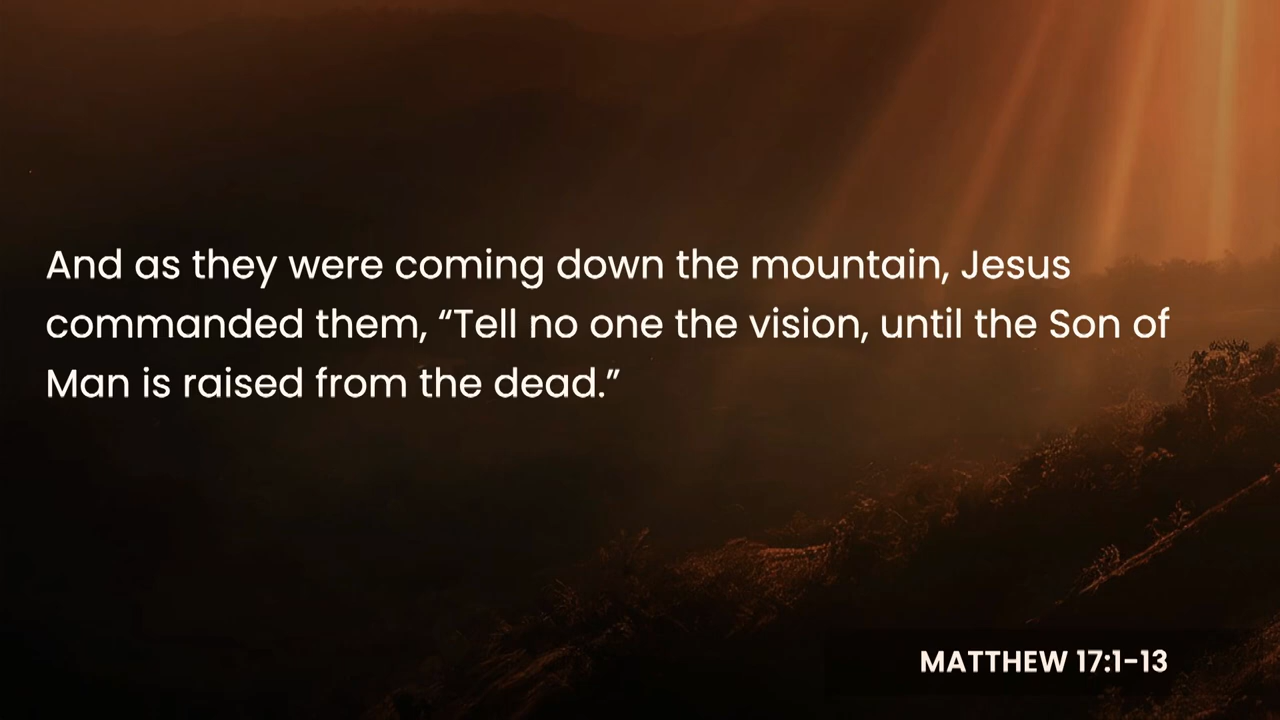 And as they were coming down the mountain, Jesus
commanded them, “Tell no one the vision, until the Son of
Man is raised from the dead.”
MATTHEW 17:1-13